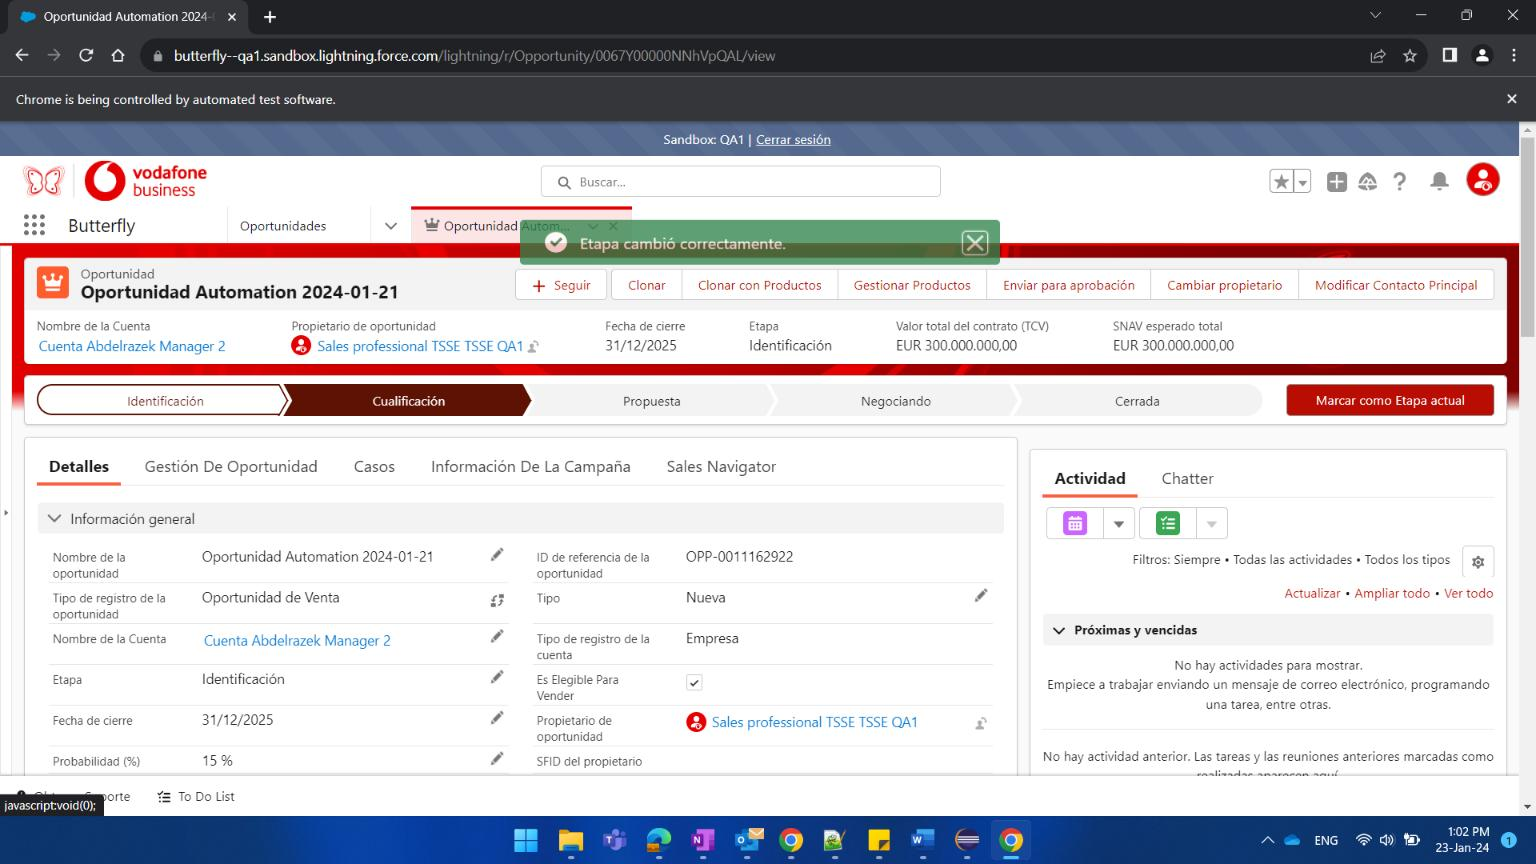 Oportunidad Automation 2024-
butterfly--qa1.sandbox.lightning.force.com/lightning/r/Opportunity/0067Y00000NNhVpQAL/view
Chrome is being controlled by automated test software.
Sandbox: QA1 | Cerrar sesión
vodafone
business
Buscar...
Butterfly
Oportunidades
Oportunidad Autom...
Etapa cambió correctamente.
Oportunidad
Oportunidad Automation 2024-01-21
Seguir
Clonar
Clonar con Productos
Gestionar Productos
Enviar para aprobación
Cambiar propietario
Modificar Contacto Principal
Nombre de la Cuenta
Cuenta Abdelrazek Manager 2
Propietario de oportunidad
Sales professional TSSE TSSE QA1
Fecha de cierre
31/12/2025
Etapa
Identificación
Valor total del contrato (TCV)
EUR 300.000.000,00
SNAV esperado total
EUR 300.000.000,00
Identificación
Cualificación
Propuesta
Negociando
Cerrada
Marcar como Etapa actual
Detalles
Gestión De Oportunidad
Casos
Información De La Campaña
Sales Navigator
Información general
Nombre de la
oportunidad
Oportunidad Automation 2024-01-21
ID de referencia de la
oportunidad
OPP-0011162922
Tipo de registro de la
oportunidad
Oportunidad de Venta
Tipo
Nueva
Nombre de la Cuenta
Cuenta Abdelrazek Manager 2
Tipo de registro de la
cuenta
Empresa
Etapa
Identificación
Es Elegible Para
Vender
Fecha de cierre
31/12/2025
Propietario de
oportunidad
Sales professional TSSE TSSE QA1
Probabilidad (%)
15 %
SFID del propietario
Actividad
Chatter
Filtros: Siempre • Todas las actividades • Todos los tipos
Actualizar • Ampliar todo • Ver todo
Próximas y vencidas
No hay actividades para mostrar.
Empiece a trabajar enviando un mensaje de correo electrónico, programando
una tarea, entre otras.
No hay actividad anterior. Las tareas y las reuniones anteriores marcadas como
realizadas aparecen aquí.
To Do List
javascript:void(0);
ENG
1:02 PM
23-Jan-24
1